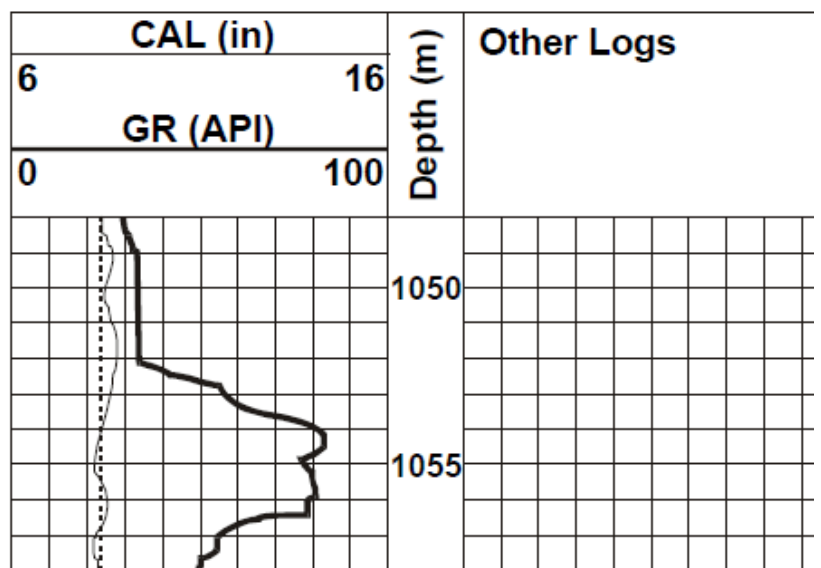 CAL (in)
6 16
GR (API)
0 100
Depth (m)
Other Logs
1050
1055